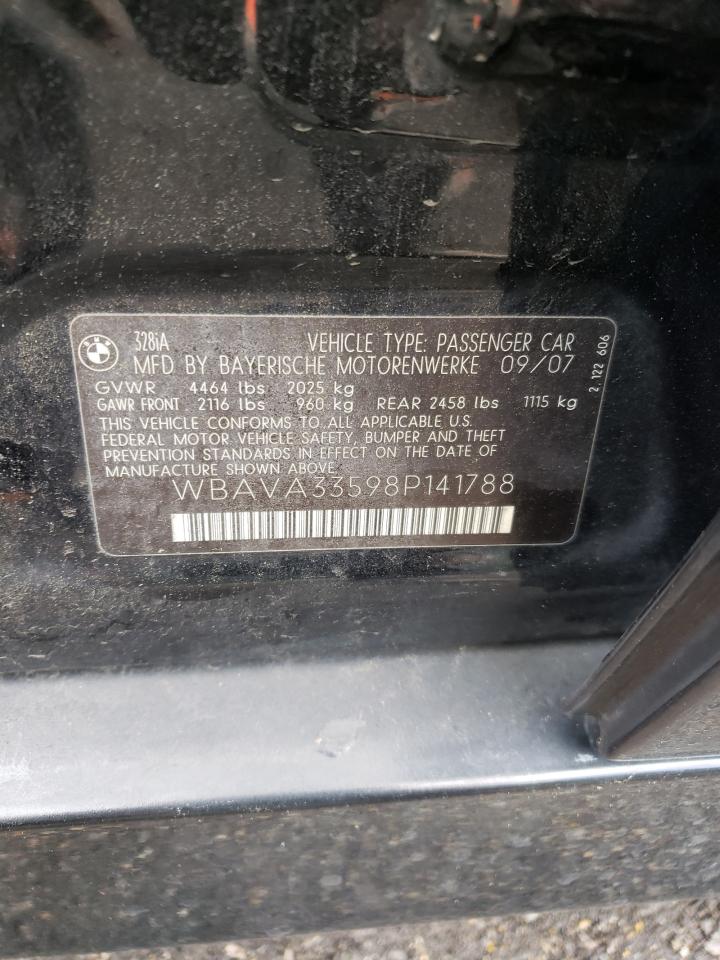 BMW
328iA VEHICLE TYPE: PASSENGER CAR
MFD BY BAYERISCHE MOTORENWERKE 09/07
GVWR 4464 lbs 2025 kg
GAWR FRONT 2116 lbs 960 kg REAR 2458 lbs 1115 kg
THIS VEHICLE CONFORMS TO ALL APPLICABLE U.S.
FEDERAL MOTOR VEHICLE SAFETY, BUMPER AND THEFT
PREVENTION STANDARDS IN EFFECT ON THE DATE OF
MANUFACTURE SHOWN ABOVE.
WBAVA33598P141788
2 122 606